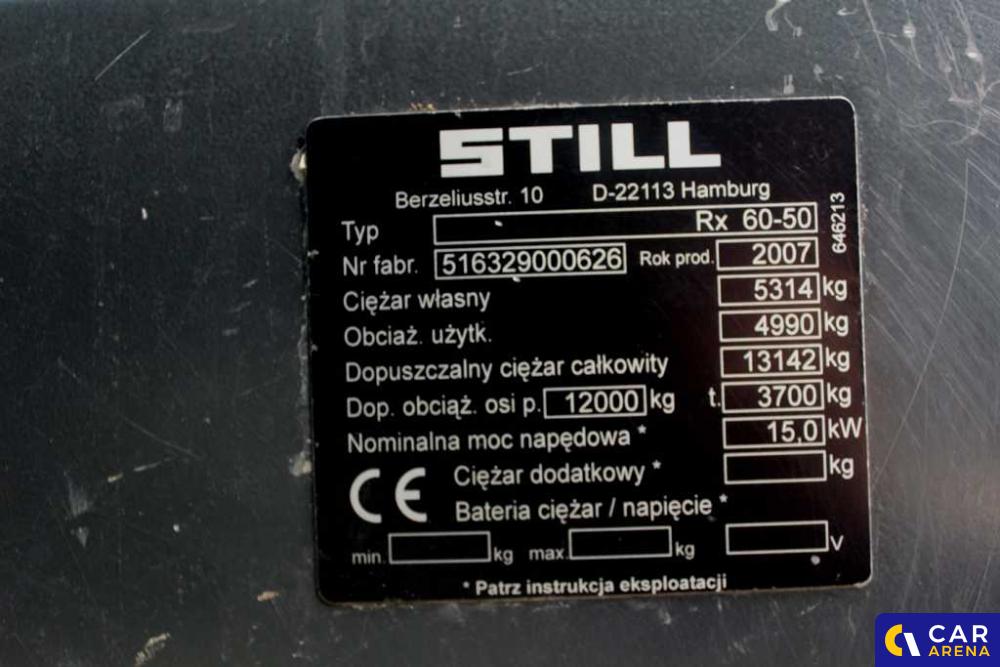 STILL
Berzeliusstr. 10 D-22113 Hamburg
Typ Rx 60-50
646213
Nr fabr. 516329000626 Rok prod. 2007
Ciężar własny 5314 kg
Obciaż. użytk. 4990 kg
Dopuszczalny ciężar całkowity 13142 kg
Dop. obciąż. osi p. 12000 kg t. 3700 kg
Nominalna moc napędowa * 15,0 kW
CE Ciężar dodatkowy * kg
Bateria ciężar / napięcie *
min. kg max. kg V
* Patrz instrukcja eksploatacji
CAR
ARENA